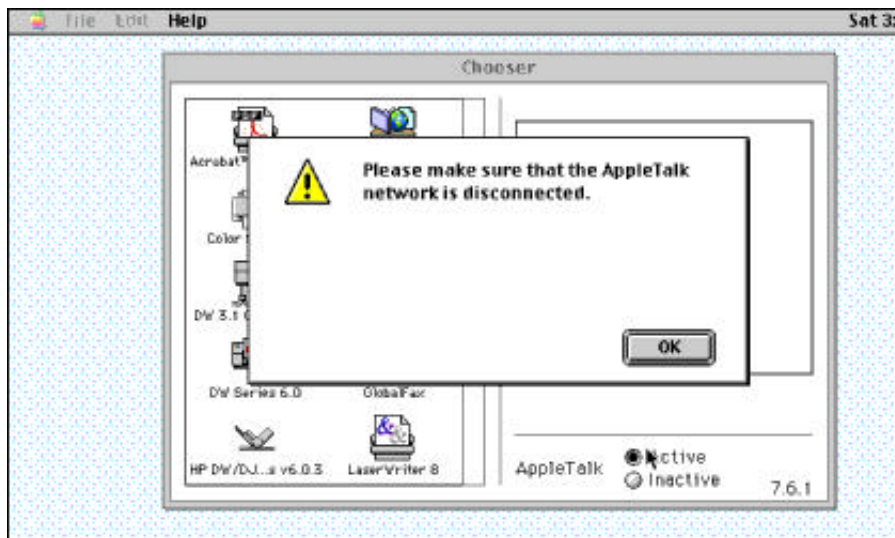 File Edit Help
Sat 3:
Chooser
Acrobat™
Please make sure that the AppleTalk
network is disconnected.
Color
DW 3.1
OK
DW Series 6.0
GlobalFax
HP DW/DJ...s v6.0.3
LaserWriter 8
AppleTalk
Active
Inactive
7.6.1